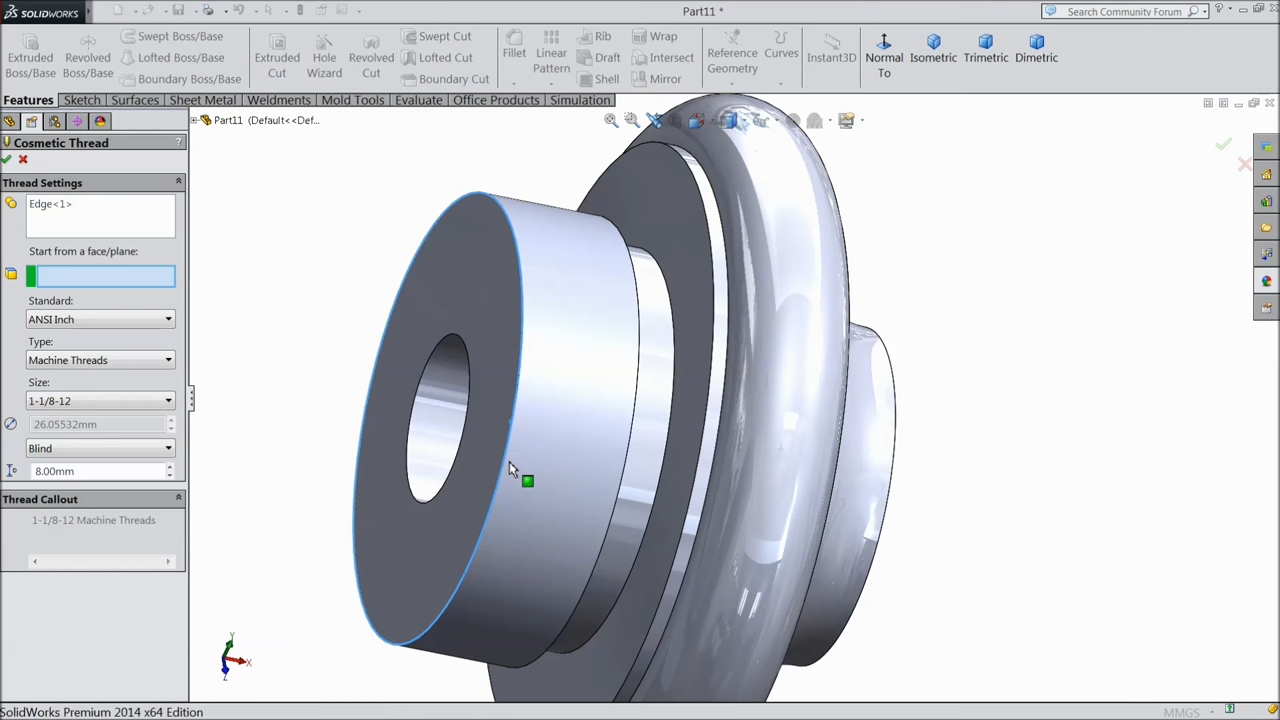 SOLIDWORKS
Part11 *
Search Community Forum
Extruded Boss/Base
Revolved Boss/Base
Swept Boss/Base
Lofted Boss/Base
Boundary Boss/Base
Extruded Cut
Hole Wizard
Revolved Cut
Swept Cut
Lofted Cut
Boundary Cut
Fillet
Linear Pattern
Rib
Draft
Shell
Wrap
Intersect
Mirror
Reference Geometry
Curves
Instant3D
Normal To
Isometric
Trimetric
Dimetric
Features
Sketch
Surfaces
Sheet Metal
Weldments
Mold Tools
Evaluate
Office Products
Simulation
Part11 (Default<<Def...
Cosmetic Thread
?
Thread Settings
Edge<1>
Start from a face/plane:
Standard:
ANSI Inch
Type:
Machine Threads
Size:
1-1/8-12
26.05532mm
Blind
8.00mm
Thread Callout
1-1/8-12 Machine Threads
Y
X
Z
SolidWorks Premium 2014 x64 Edition
MMGS